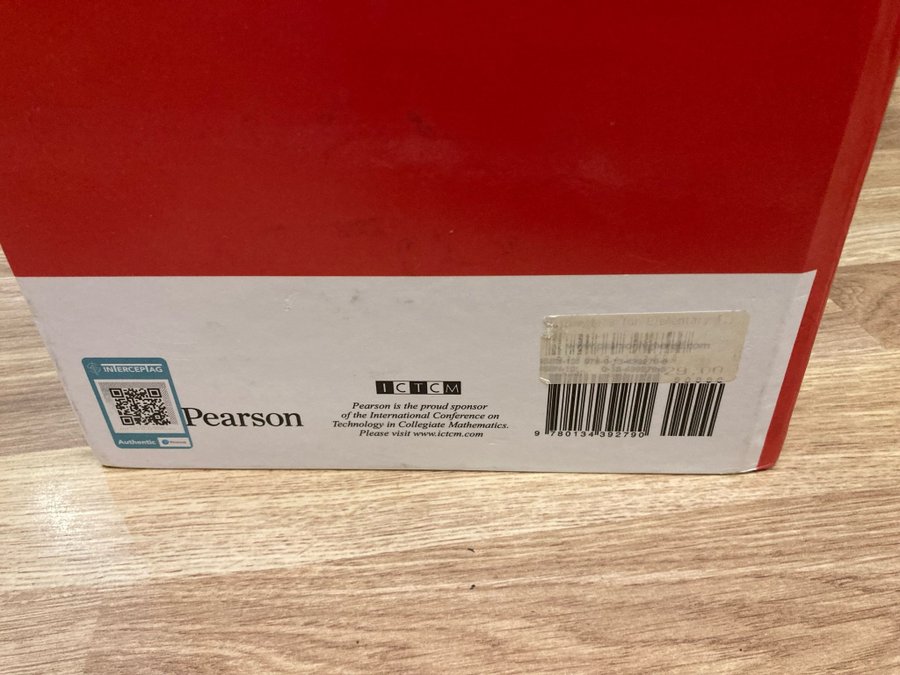 INTERCEPTAG
Authentic
Pearson
ICTCM
Pearson is the proud sponsor
of the International Conference on
Technology in Collegiate Mathematics.
Please visit www.ictcm.com
9 780134 392790